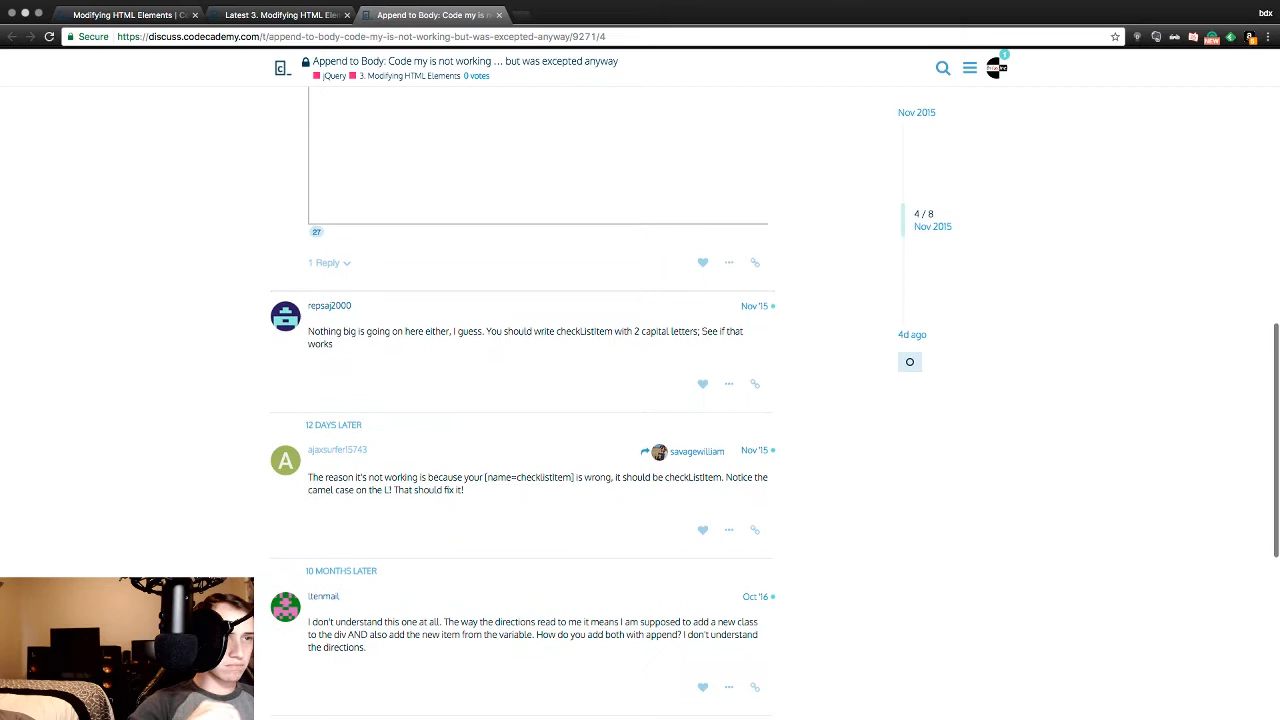 Modifying HTML Elements | C
Latest 3. Modifying HTML Elem
Append to Body: Code my is n
bdx
Secure
https://discuss.codecademy.com/t/append-to-body-code-my-is-not-working-but-was-excepted-anyway/9271/4
NEW
6
Append to Body: Code my is not working ... but was excepted anyway
jQuery 3. Modifying HTML Elements 0 votes
1
Nov 2015
4 / 8
Nov 2015
4d ago
27
1 Reply
repsaj2000
Nov '15
Nothing big is going on here either, I guess. You should write checkListItem with 2 capital letters; See if that
works
12 DAYS LATER
A
ajaxsurfer15743
savagewilliam
Nov '15
The reason it's not working is because your [name=checklistItem] is wrong, it should be checkListItem. Notice the
camel case on the L! That should fix it!
10 MONTHS LATER
ltenmail
Oct '16
I don't understand this one at all. The way the directions read to me it means I am supposed to add a new class
to the div AND also add the new item from the variable. How do you add both with append? I don't understand
the directions.